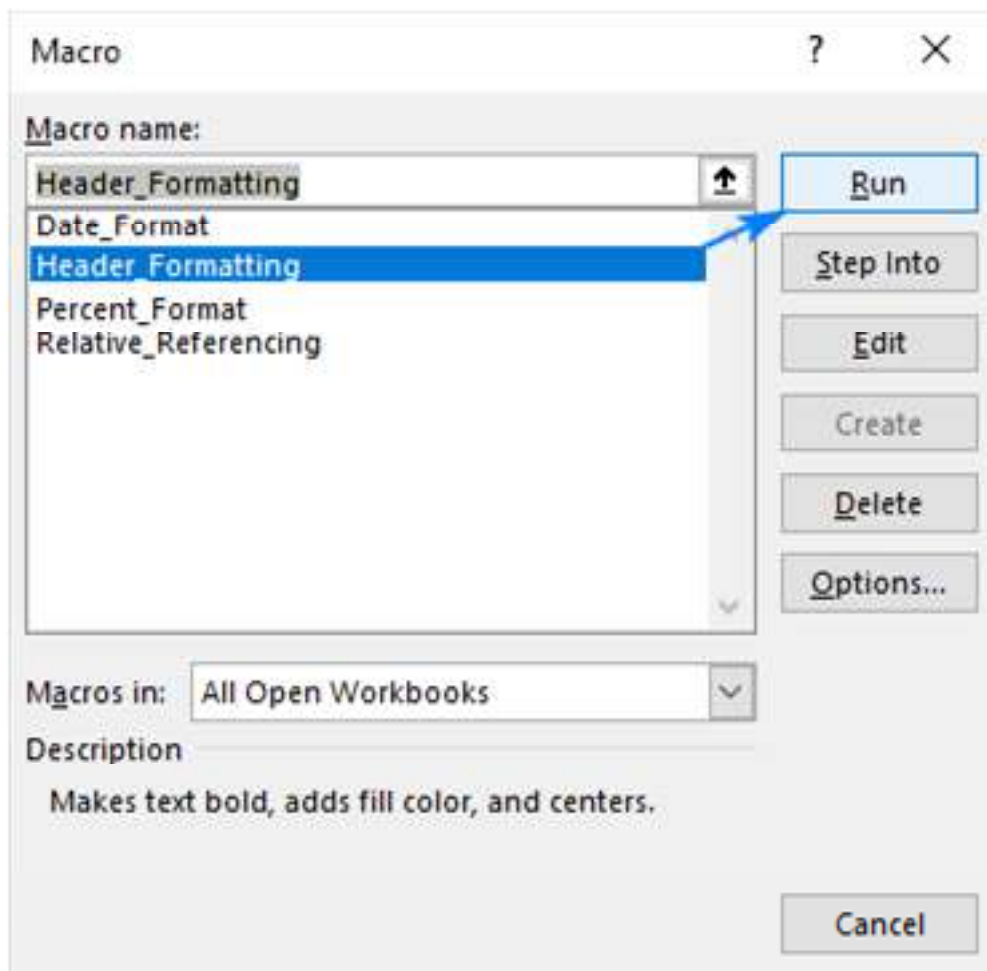 Macro ?
Macro name:
Header_Formatting
Run
Date_Format
Header_Formatting
Step Into
Percent_Format
Relative_Referencing
Edit
Create
Delete
Options...
Macros in: All Open Workbooks
Description
Makes text bold, adds fill color, and centers.
Cancel